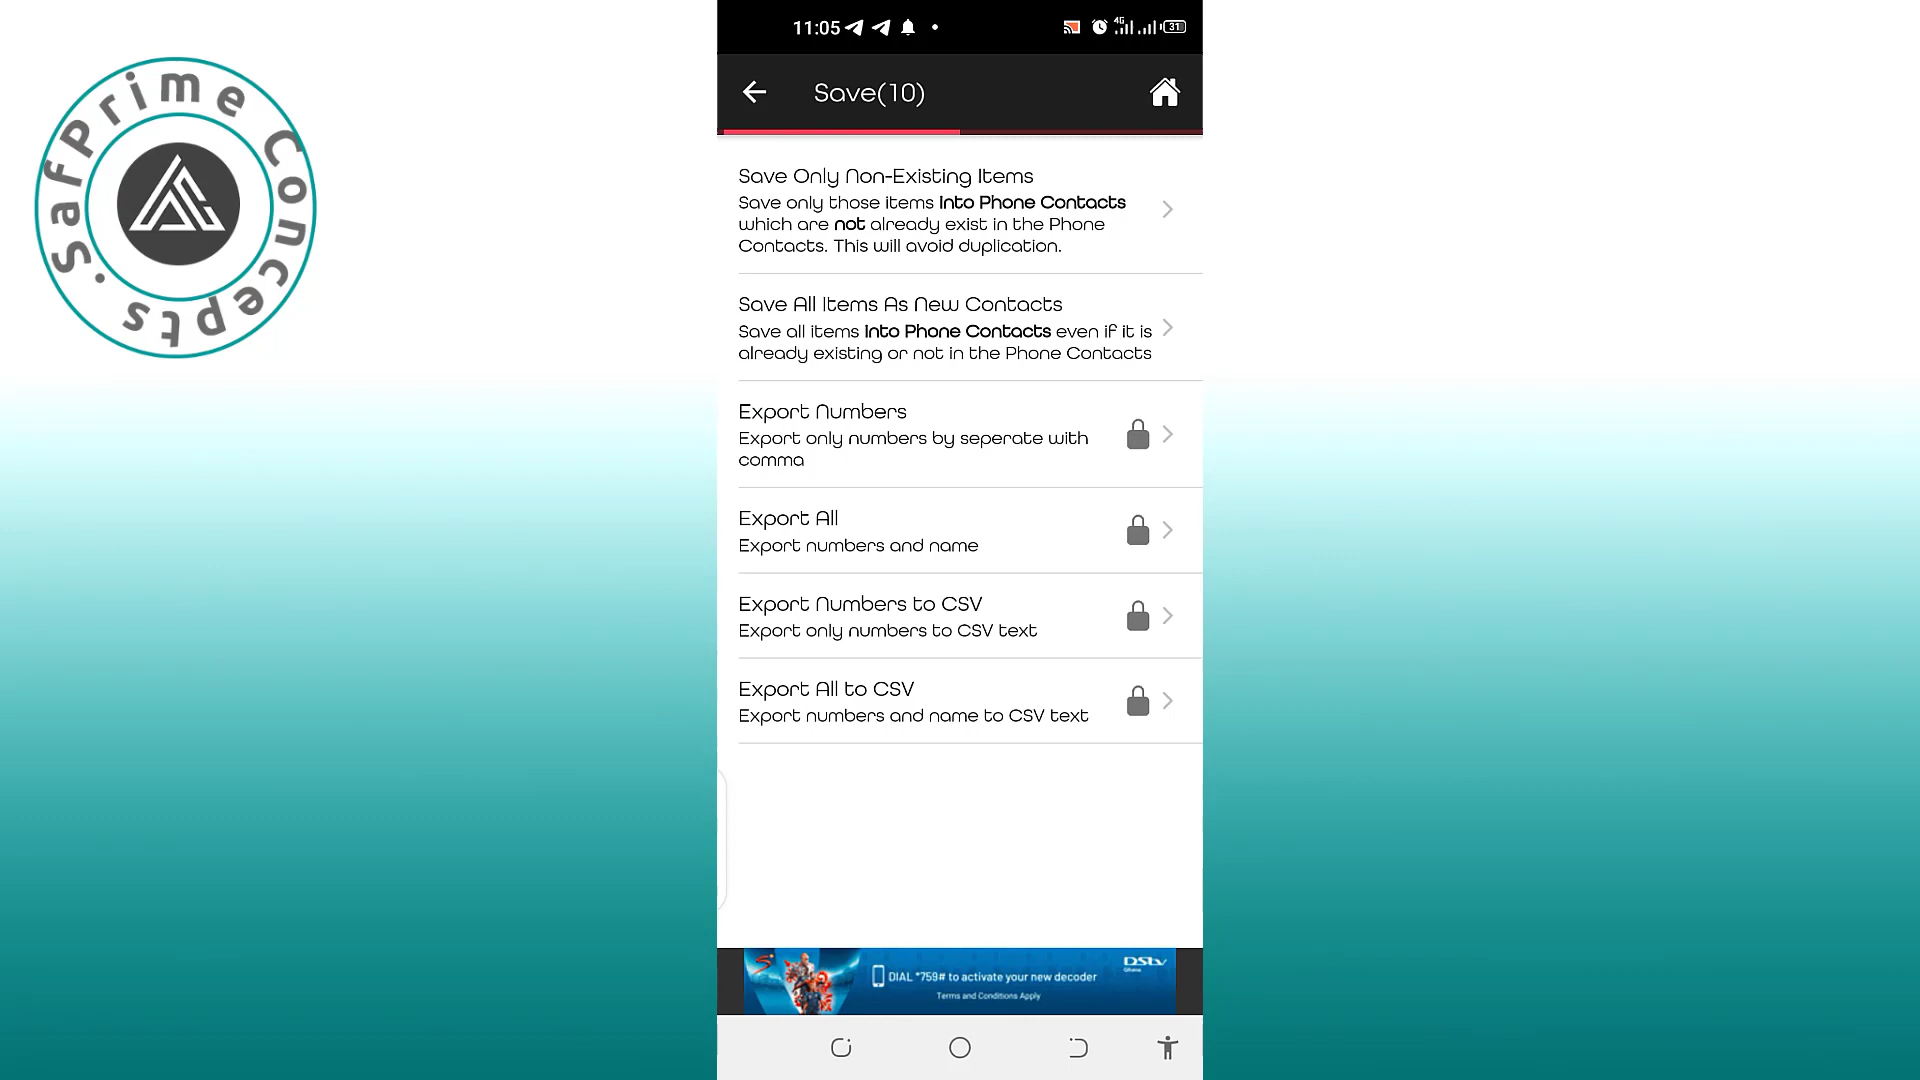 SafPrime Concepts.
11:05
4G
31
Save(10)
Save Only Non-Existing Items
Save only those items into Phone Contacts
which are not already exist in the Phone
Contacts. This will avoid duplication.
Save All Items As New Contacts
Save all items into Phone Contacts even if it is
already existing or not in the Phone Contacts
Export Numbers
Export only numbers by seperate with
comma
Export All
Export numbers and name
Export Numbers to CSV
Export only numbers to CSV text
Export All to CSV
Export numbers and name to CSV text
DIAL *759# to activate your new decoder
Terms and Conditions Apply
DStv
Ghana